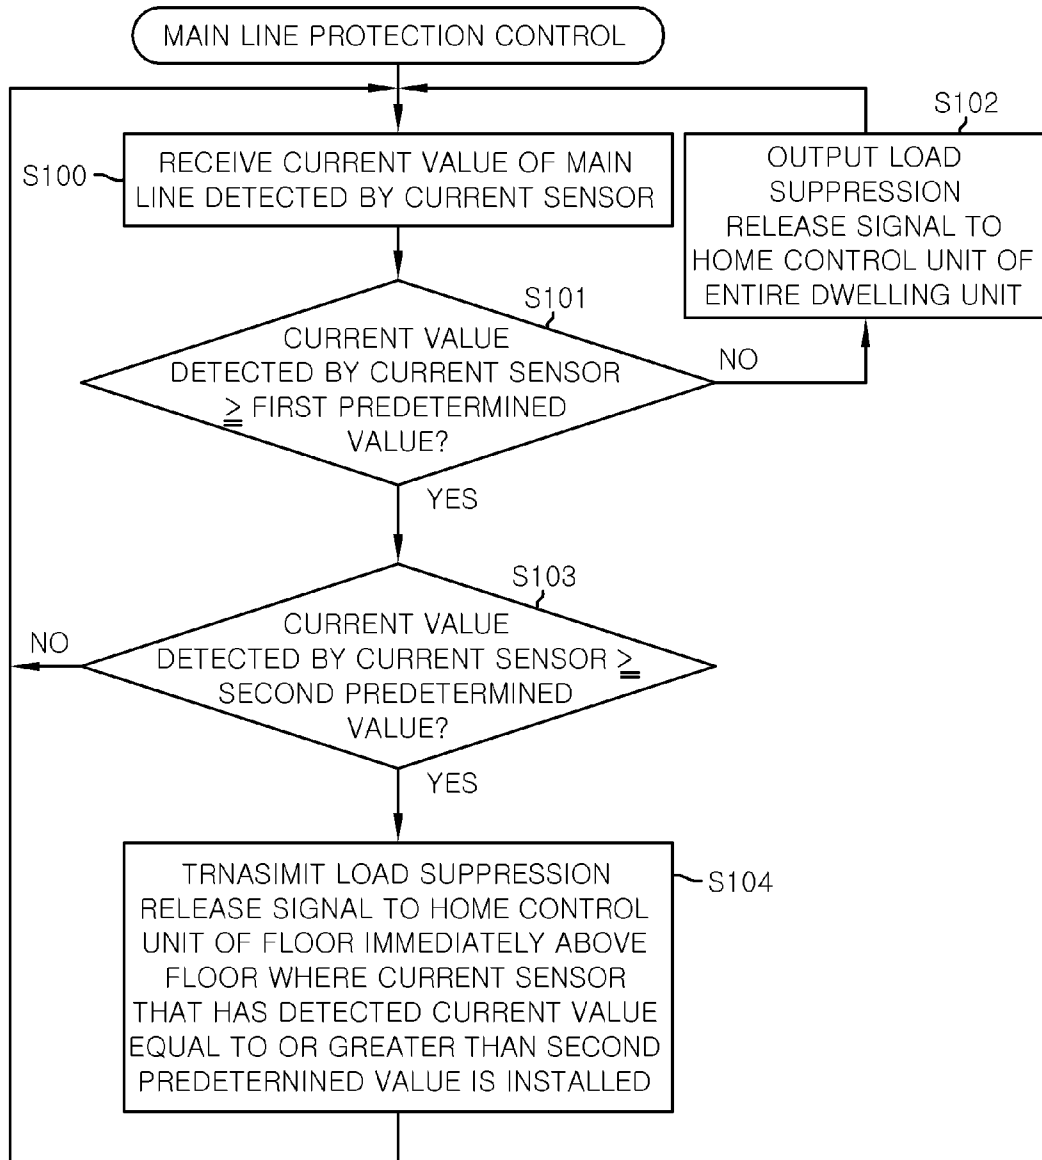 MAIN LINE PROTECTION CONTROL
S100
RECEIVE CURRENT VALUE OF MAIN
LINE DETECTED BY CURRENT SENSOR
S102
OUTPUT LOAD
SUPPRESSION
RELEASE SIGNAL TO
HOME CONTROL UNIT OF
ENTIRE DWELLING UNIT
S101
CURRENT VALUE
DETECTED BY CURRENT SENSOR
≧ FIRST PREDETERMINED
VALUE?
NO
YES
S103
CURRENT VALUE
DETECTED BY CURRENT SENSOR ≧
SECOND PREDETERMINED
VALUE?
NO
YES
S104
TRNASIMIT LOAD SUPPRESSION
RELEASE SIGNAL TO HOME CONTROL
UNIT OF FLOOR IMMEDIATELY ABOVE
FLOOR WHERE CURRENT SENSOR
THAT HAS DETECTED CURRENT VALUE
EQUAL TO OR GREATER THAN SECOND
PREDETERNINED VALUE IS INSTALLED